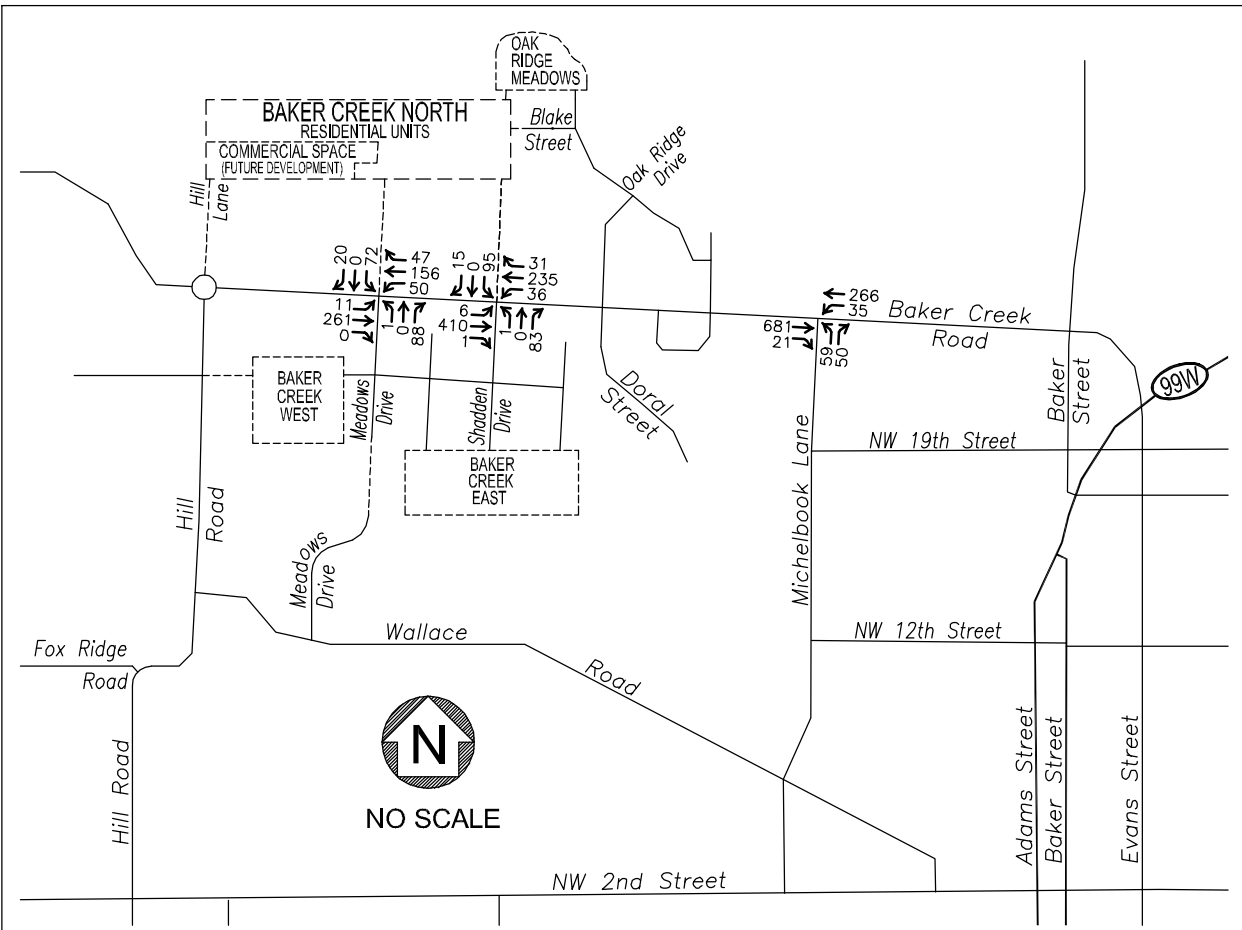 OAK
RIDGE
MEADOWS
BAKER CREEK NORTH
RESIDENTIAL UNITS
COMMERCIAL SPACE
(FUTURE DEVELOPMENT)
Blake
Street
Hill
Lane
Oak Ridge
Drive
20
0
72
47
156
50
11
261
0
1
0
88
15
0
95
31
235
36
6
410
1
1
0
83
266
35
681
21
59
50
Baker Creek
Road
BAKER
CREEK
WEST
Meadows
Drive
Shadden
Drive
BAKER
CREEK
EAST
Doral
Street
Baker
Street
99W
NW 19th Street
Michelbook Lane
Hill
Road
Meadows
Drive
Wallace
Road
NW 12th Street
Fox Ridge
Road
Hill Road
N
NO SCALE
Adams Street
Baker Street
Evans Street
NW 2nd Street